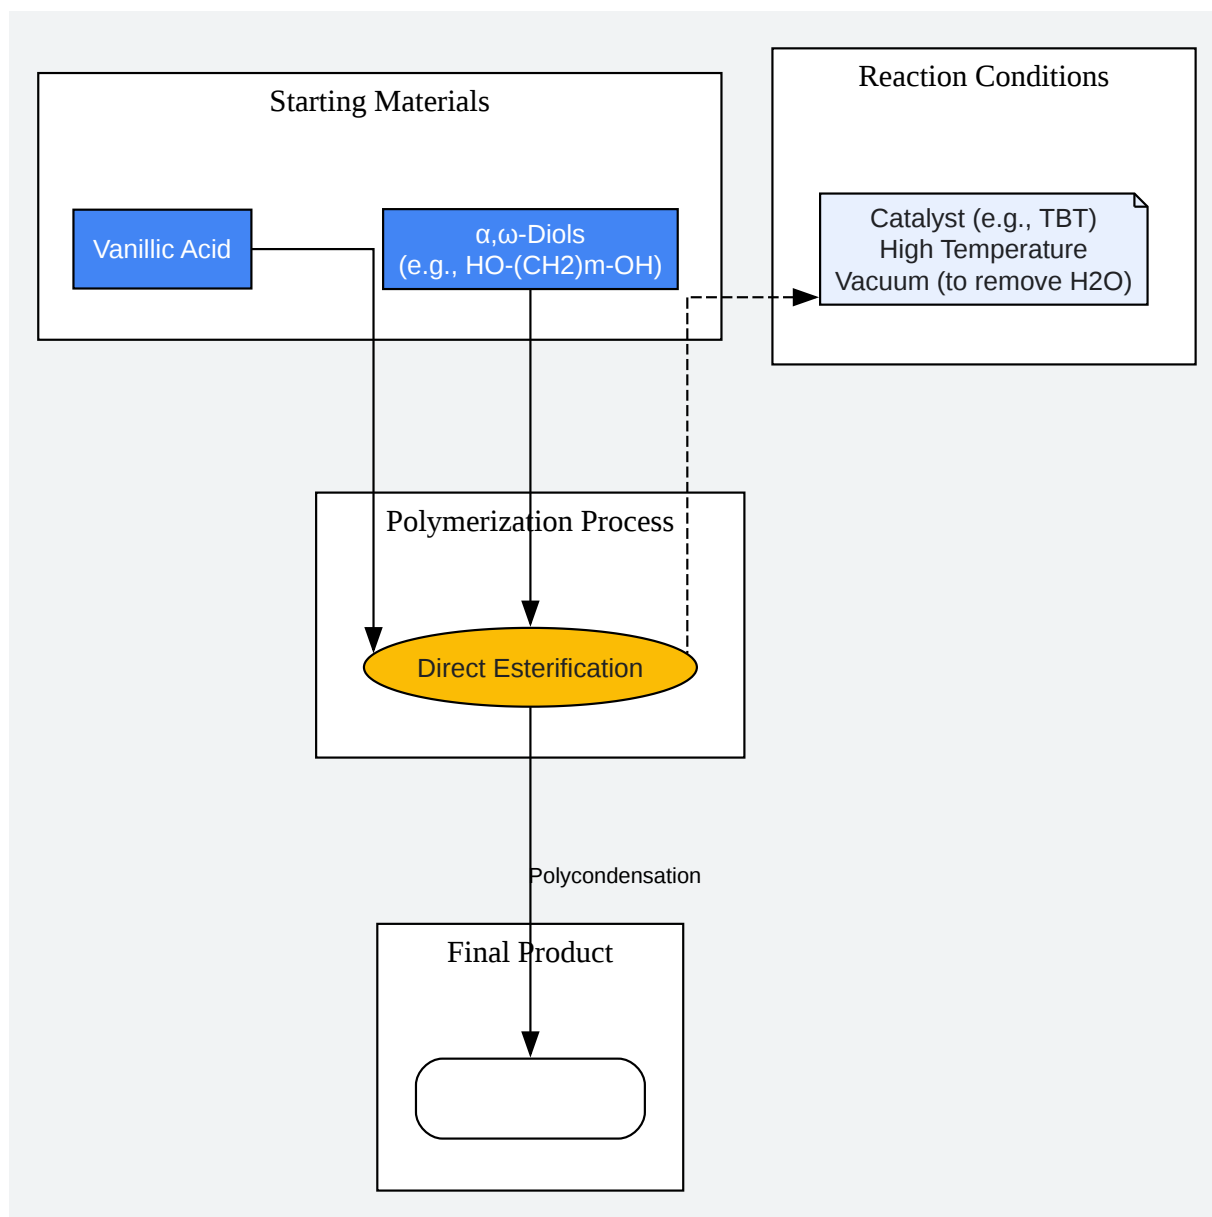 Starting Materials
Vanillic Acid
α,ω-Diols
(e.g., HO-(CH2)m-OH)
Reaction Conditions
Catalyst (e.g., TBT)
High Temperature
Vacuum (to remove H2O)
Polymerization Process
Direct Esterification
Polycondensation
Final Product